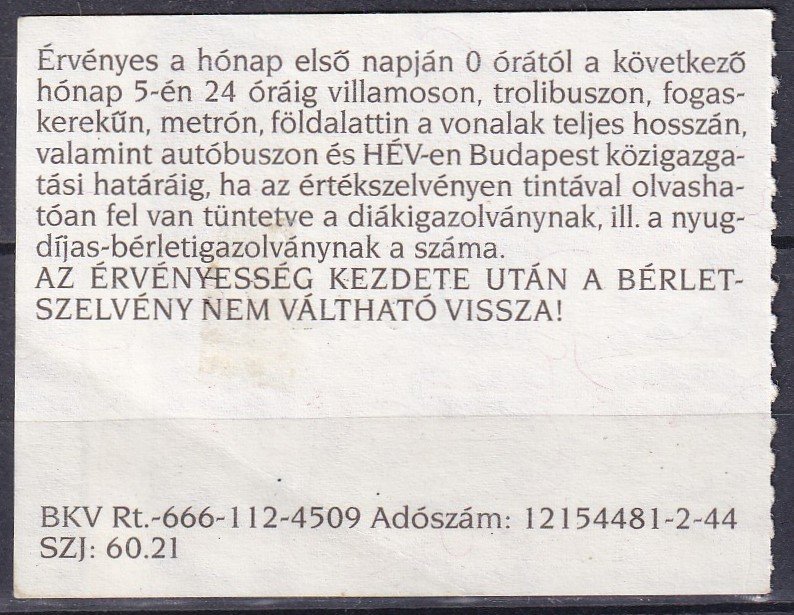 Érvényes a hónap első napján 0 órától a következő
hónap 5-én 24 óráig villamoson, trolibuszon, fogas-
kerekűn, metrón, földalattin a vonalak teljes hosszán,
valamint autóbuszon és HÉV-en Budapest közigazga-
tási határáig, ha az értékszelvényen tintával olvasha-
tóan fel van tüntetve a diákigazolványnak, ill. a nyug-
díjas-bérletigazolványnak a száma.
AZ ÉRVÉNYESSÉG KEZDETE UTÁN A BÉRLET-
SZELVÉNY NEM VÁLTHATÓ VISSZA!
BKV Rt.-666-112-4509 Adószám: 12154481-2-44
SZJ: 60.21